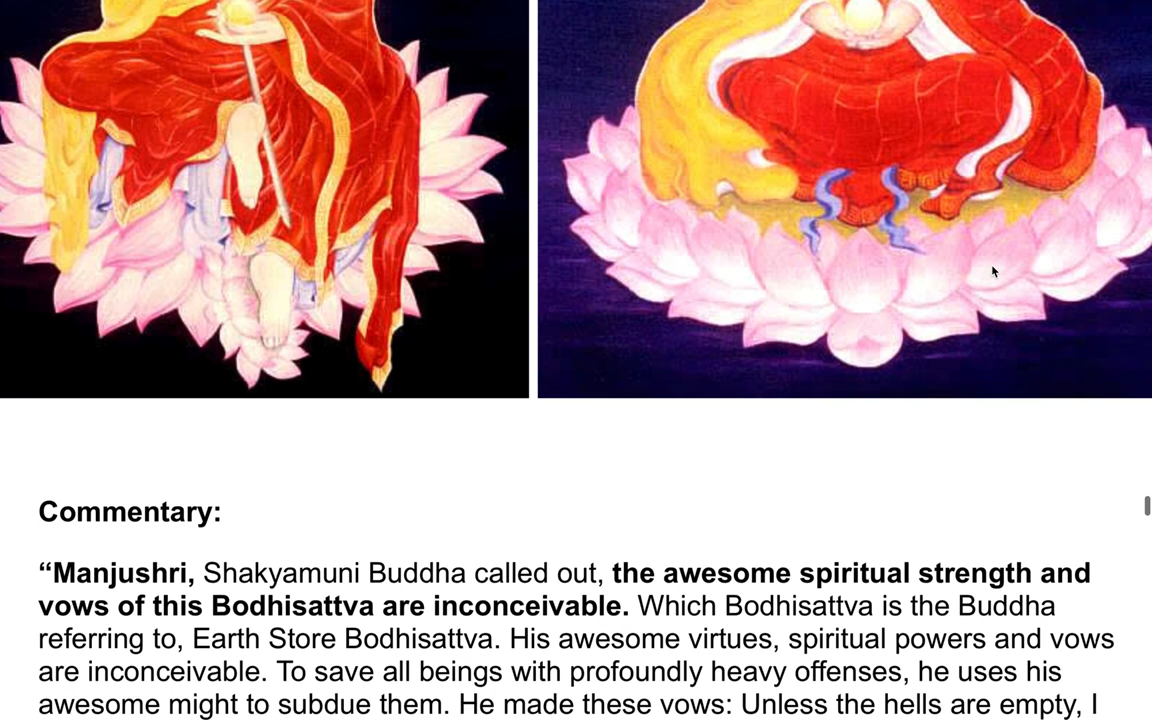 Commentary:
“Manjushri, Shakyamuni Buddha called out, the awesome spiritual strength and
vows of this Bodhisattva are inconceivable. Which Bodhisattva is the Buddha
referring to, Earth Store Bodhisattva. His awesome virtues, spiritual powers and vows
are inconceivable. To save all beings with profoundly heavy offenses, he uses his
awesome might to subdue them. He made these vows: Unless the hells are empty, I